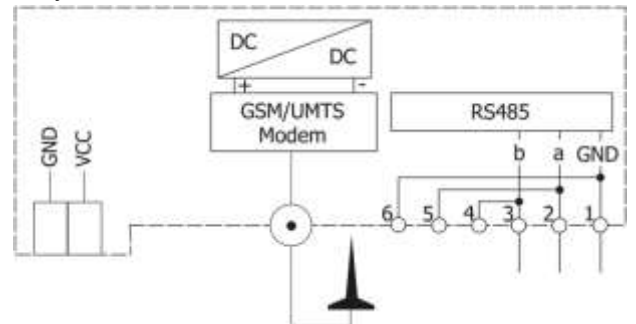 DC
DC
+ -
GSM/UMTS
Modem
RS485
b a GND
GND
VCC
6 5 4 3 2 1